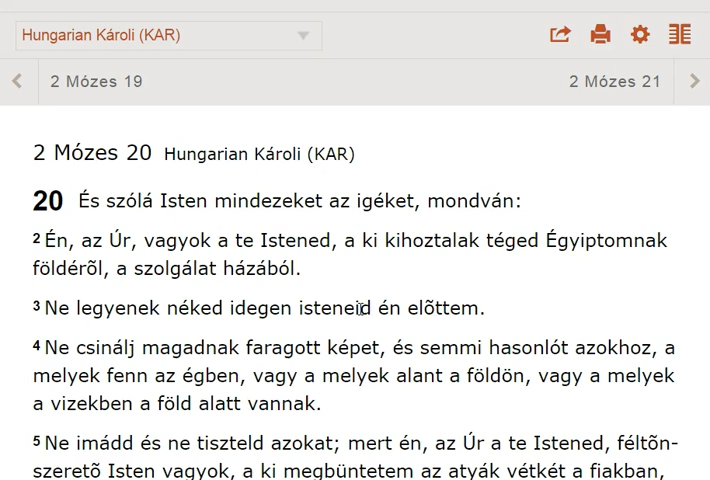 Hungarian Károli (KAR)
2 Mózes 19
2 Mózes 21
2 Mózes 20 Hungarian Károli (KAR)
20 És szólá Isten mindezeket az igéket, mondván:
2 Én, az Úr, vagyok a te Istened, a ki kihoztalak téged Égyiptomnak
földérõl, a szolgálat házából.
3 Ne legyenek néked idegen isteneid én elõttem.
4 Ne csinálj magadnak faragott képet, és semmi hasonlót azokhoz, a
melyek fenn az égben, vagy a melyek alant a földön, vagy a melyek
a vizekben a föld alatt vannak.
5 Ne imádd és ne tiszteld azokat; mert én, az Úr a te Istened, féltõn-
szeretõ Isten vagyok, a ki megbüntetem az atyák vétkét a fiakban,